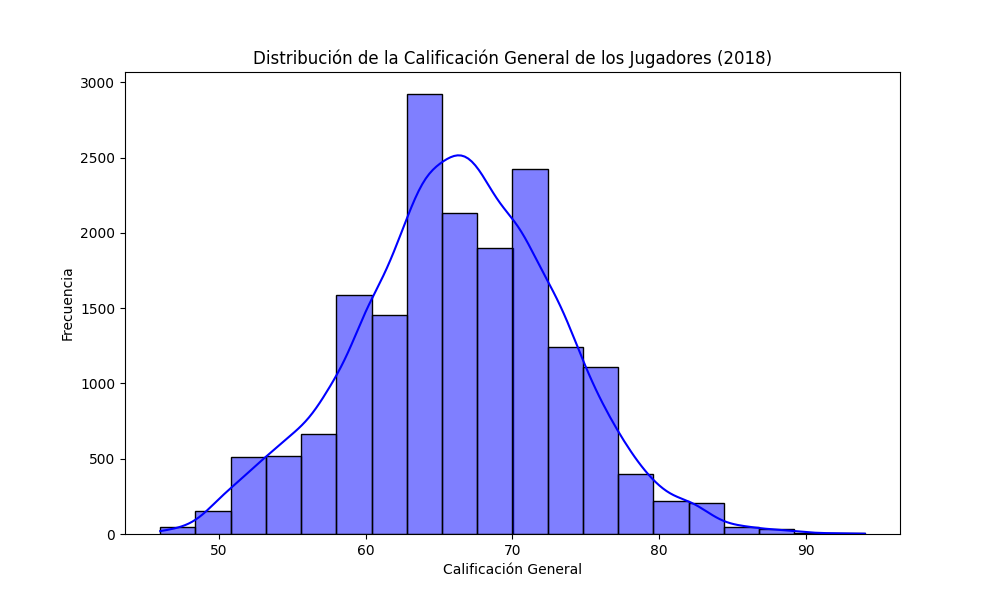 Distribución de la Calificación General de los Jugadores (2018)
3000
2500
2000
1500
1000
500
0
Frecuencia
50 60 70 80 90
Calificación General